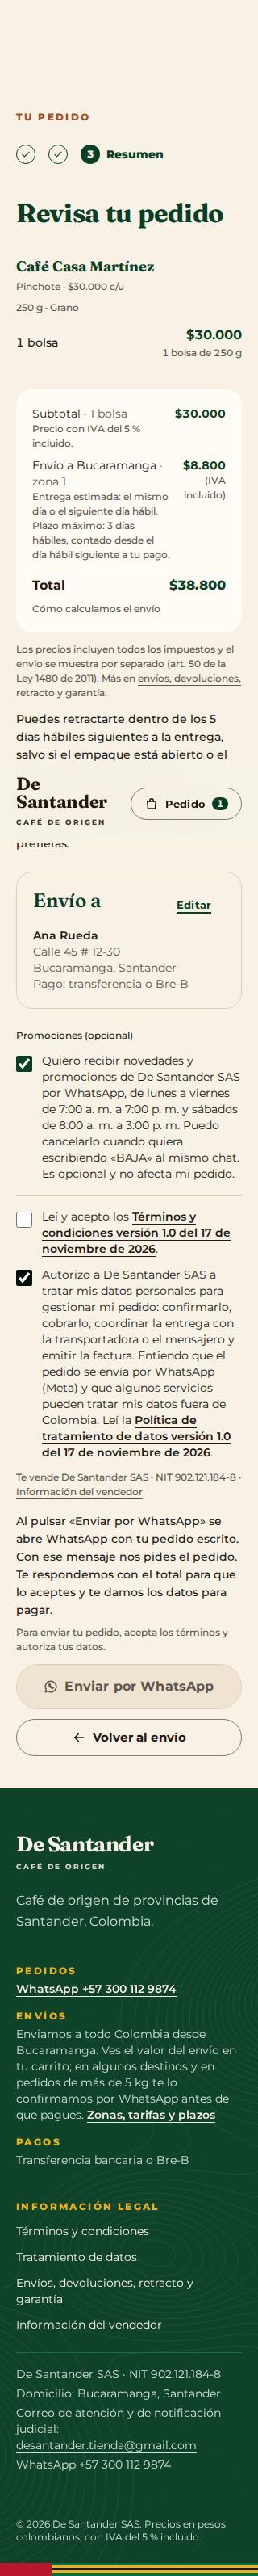 TU PEDIDO
3 Resumen
Revisa tu pedido
Café Casa Martínez
Pinchote · $30.000 c/u
250 g · Grano
1 bolsa
$30.000
1 bolsa de 250 g
Subtotal · 1 bolsa
$30.000
Precio con IVA del 5 %
incluido.
Envío a Bucaramanga ·
zona 1
$8.800
(IVA
incluido)
Entrega estimada: el mismo
día o el siguiente día hábil.
Plazo máximo: 3 días
hábiles, contado desde el
día hábil siguiente a tu pago.
Total
$38.800
Cómo calculamos el envío
Los precios incluyen todos los impuestos y el
envío se muestra por separado (art. 50 de la
Ley 1480 de 2011). Más en envíos, devoluciones,
retracto y garantía.
Puedes retractarte dentro de los 5
días hábiles siguientes a la entrega,
salvo si el empaque está abierto o el
De
Santander
CAFÉ DE ORIGEN
Pedido 1
prefieras.
Envío a
Editar
Ana Rueda
Calle 45 # 12-30
Bucaramanga, Santander
Pago: transferencia o Bre-B
Promociones (opcional)
Quiero recibir novedades y
promociones de De Santander SAS
por WhatsApp, de lunes a viernes
de 7:00 a. m. a 7:00 p. m. y sábados
de 8:00 a. m. a 3:00 p. m. Puedo
cancelarlo cuando quiera
escribiendo «BAJA» al mismo chat.
Es opcional y no afecta mi pedido.
Leí y acepto los Términos y
condiciones versión 1.0 del 17 de
noviembre de 2026.
Autorizo a De Santander SAS a
tratar mis datos personales para
gestionar mi pedido: confirmarlo,
cobrarlo, coordinar la entrega con
la transportadora o el mensajero y
emitir la factura. Entiendo que el
pedido se envía por WhatsApp
(Meta) y que algunos servicios
pueden tratar mis datos fuera de
Colombia. Leí la Política de
tratamiento de datos versión 1.0
del 17 de noviembre de 2026.
Te vende De Santander SAS · NIT 902.121.184-8 ·
Información del vendedor
Al pulsar «Enviar por WhatsApp» se
abre WhatsApp con tu pedido escrito.
Con ese mensaje nos pides el pedido.
Te respondemos con el total para que
lo aceptes y te damos los datos para
pagar.
Para enviar tu pedido, acepta los términos y
autoriza tus datos.
Enviar por WhatsApp
← Volver al envío
De Santander
CAFÉ DE ORIGEN
Café de origen de provincias de
Santander, Colombia.
PEDIDOS
WhatsApp +57 300 112 9874
ENVÍOS
Enviamos a todo Colombia desde
Bucaramanga. Ves el valor del envío en
tu carrito; en algunos destinos y en
pedidos de más de 5 kg te lo
confirmamos por WhatsApp antes de
que pagues. Zonas, tarifas y plazos
PAGOS
Transferencia bancaria o Bre-B
INFORMACIÓN LEGAL
Términos y condiciones
Tratamiento de datos
Envíos, devoluciones, retracto y
garantía
Información del vendedor
De Santander SAS · NIT 902.121.184-8
Domicilio: Bucaramanga, Santander
Correo de atención y de notificación
judicial:
desantander.tienda@gmail.com
WhatsApp +57 300 112 9874
© 2026 De Santander SAS. Precios en pesos
colombianos, con IVA del 5 % incluido.